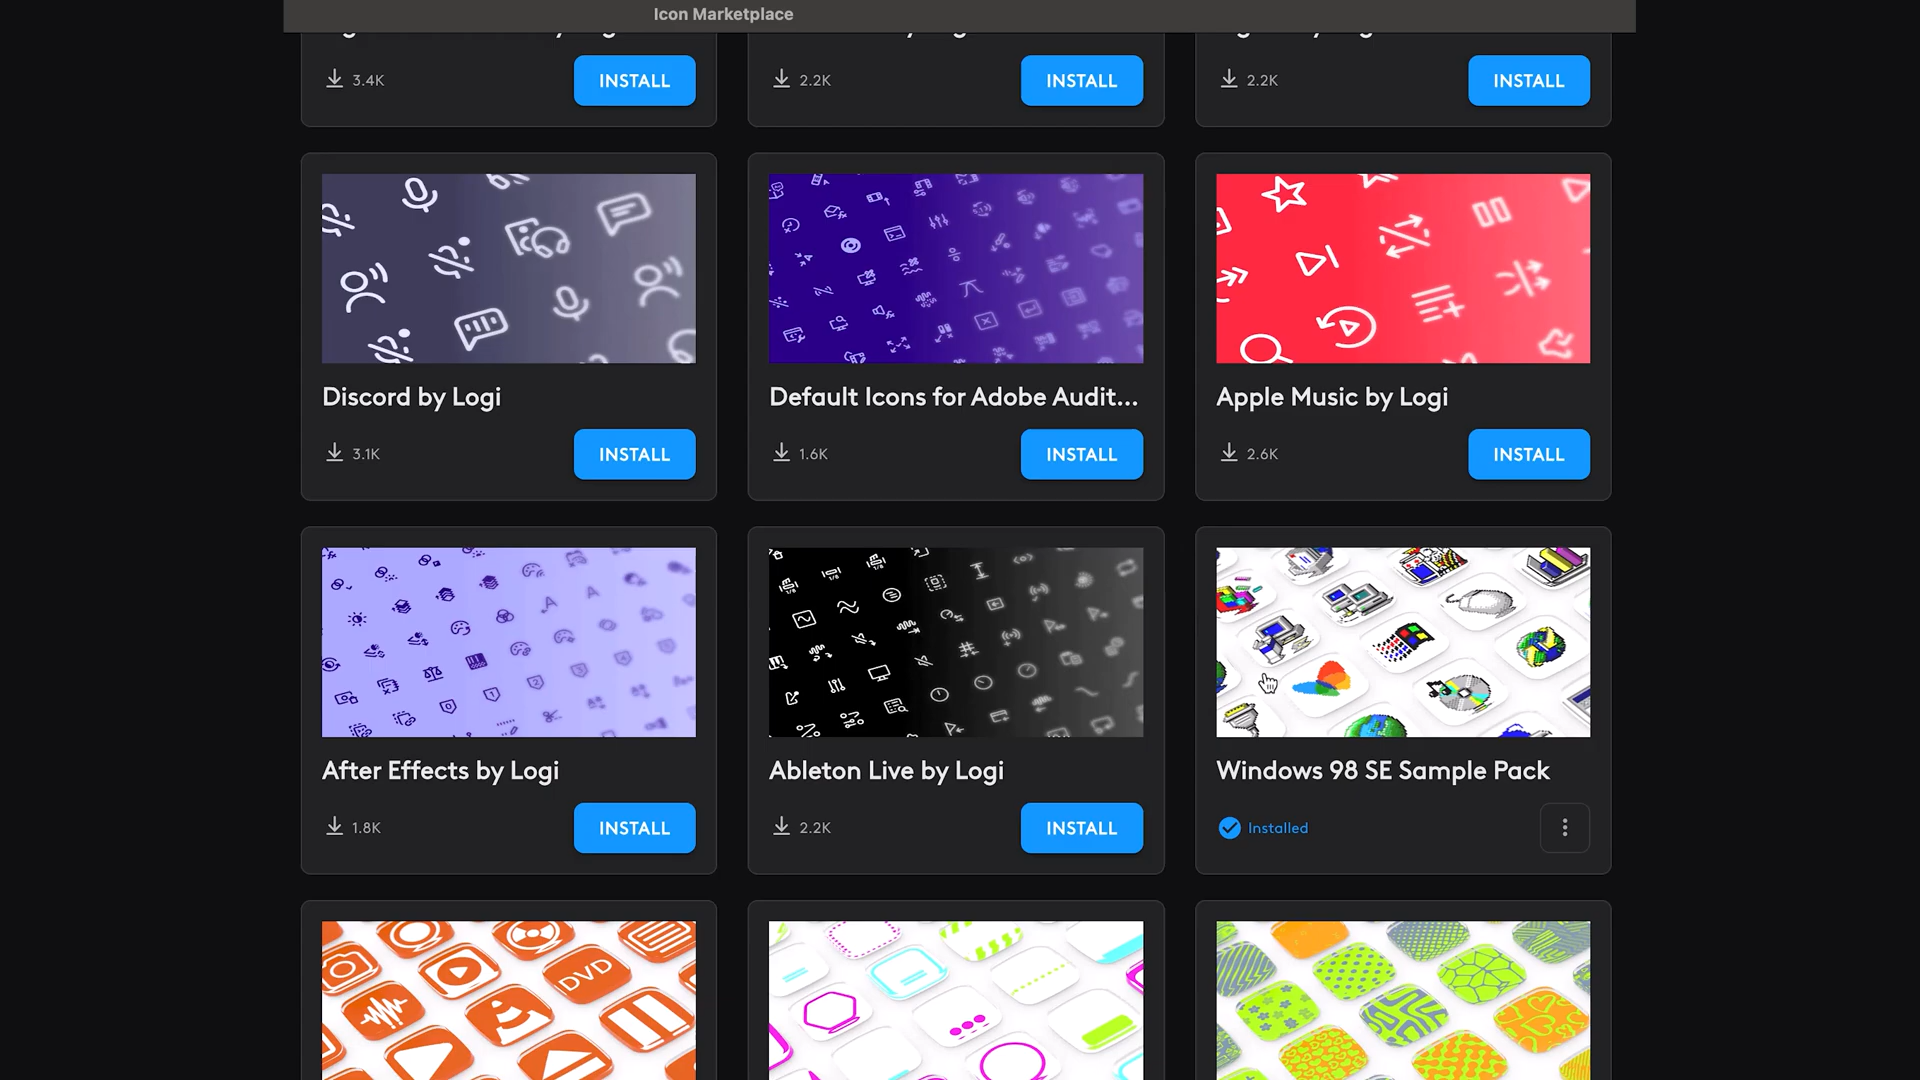 Icon Marketplace
3.4K
INSTALL
2.2K
INSTALL
2.2K
INSTALL
Discord by Logi
3.1K
INSTALL
Default Icons for Adobe Audit...
1.6K
INSTALL
Apple Music by Logi
2.6K
INSTALL
After Effects by Logi
1.8K
INSTALL
Ableton Live by Logi
2.2K
INSTALL
Windows 98 SE Sample Pack
Installed
DVD